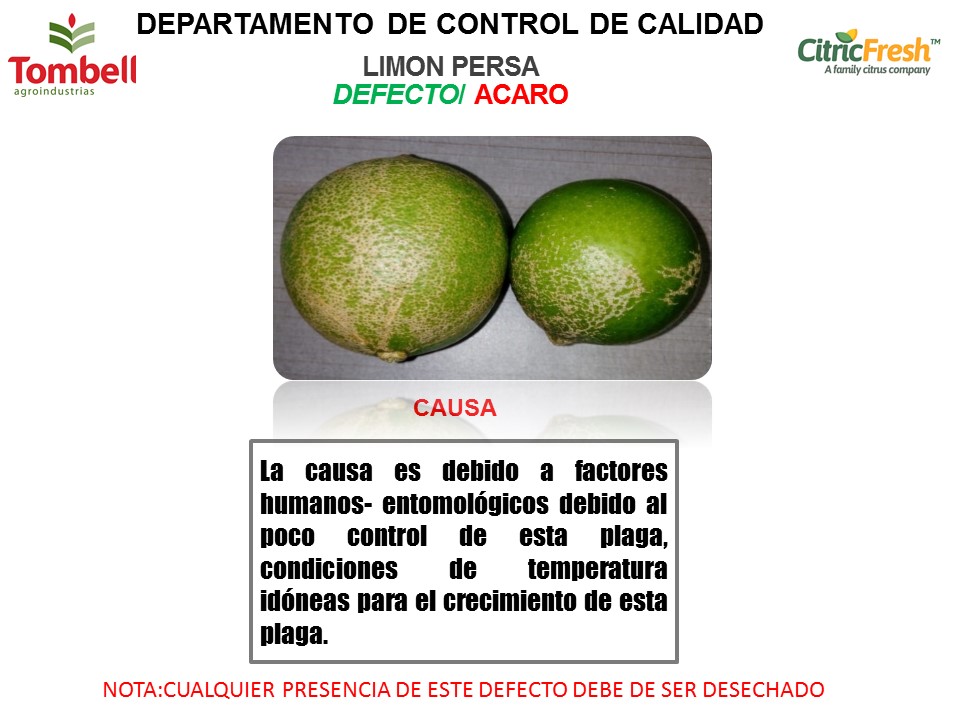 DEPARTAMENTO DE CONTROL DE CALIDAD
Tombell
agroindustrias
CitricFresh™
A family citrus company
LIMON PERSA
DEFECTO/ ACARO
CAUSA
La causa es debido a factores
humanos- entomológicos debido al
poco control de esta plaga,
condiciones de temperatura
idóneas para el crecimiento de esta
plaga.
NOTA:CUALQUIER PRESENCIA DE ESTE DEFECTO DEBE DE SER DESECHADO